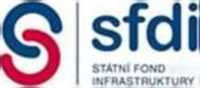 sfdi
STÁTNÍ FOND
INFRASTRUKTURY